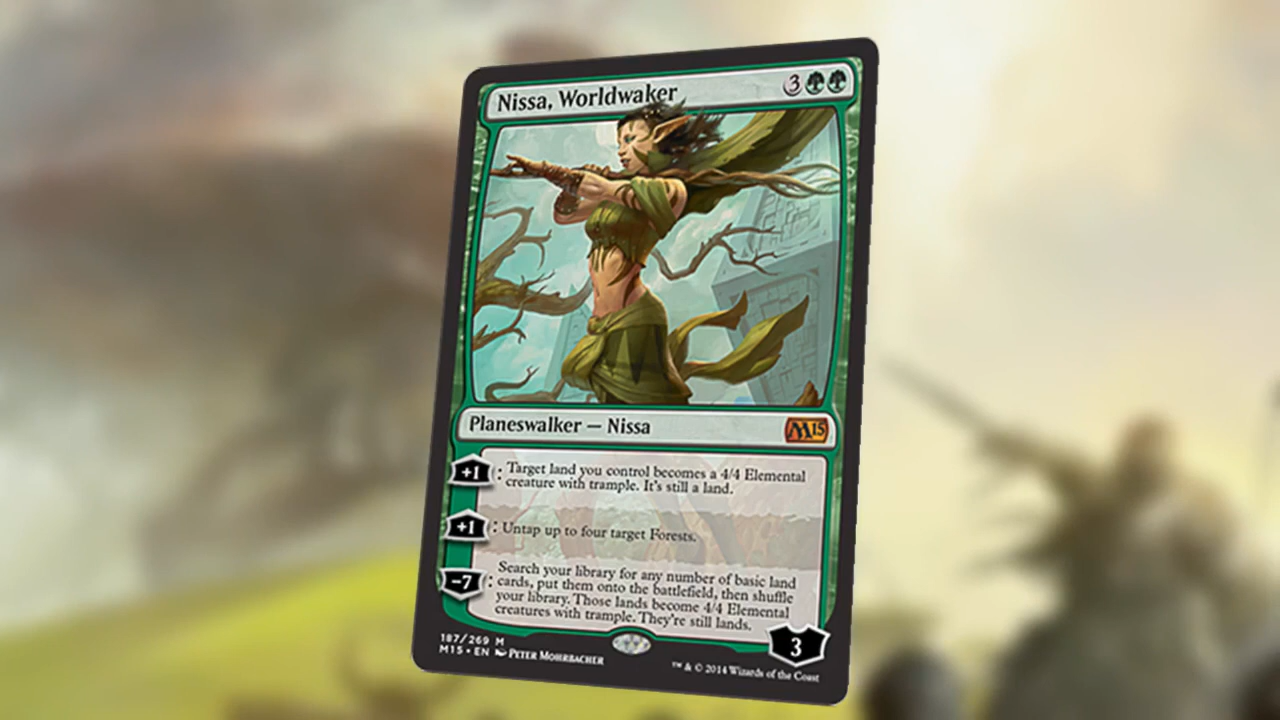 Nissa, Worldwaker 3
Planeswalker — Nissa M15
+1 : Target land you control becomes a 4/4 Elemental
creature with trample. It's still a land.
+1 : Untap up to four target Forests.
-7 : Search your library for any number of basic land
cards, put them onto the battlefield, then shuffle
your library. Those lands become 4/4 Elemental
creatures with trample. They're still lands.
3
187/269 M
M15 • EN Peter Mohrbacher
™ & © 2014 Wizards of the Coast